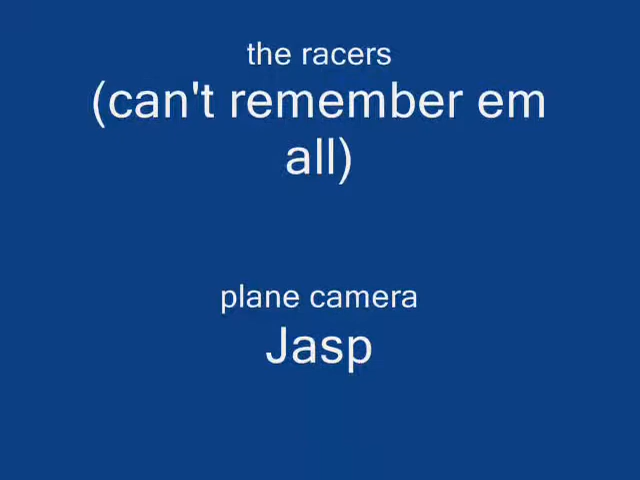 the racers
(can't remember em
all)
plane camera
Jasp